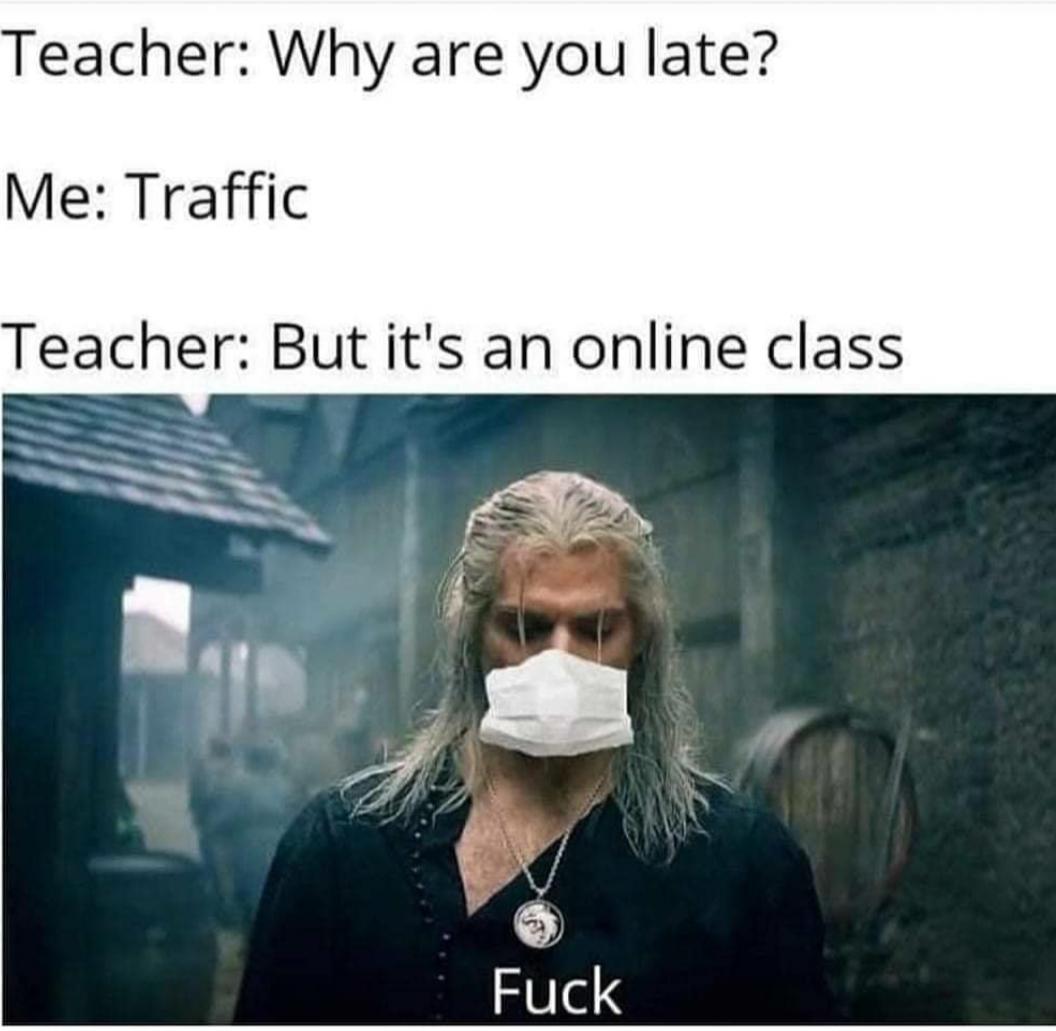 Teacher: Why are you late?
Me: Traffic
Teacher: But it's an online class
Fuck